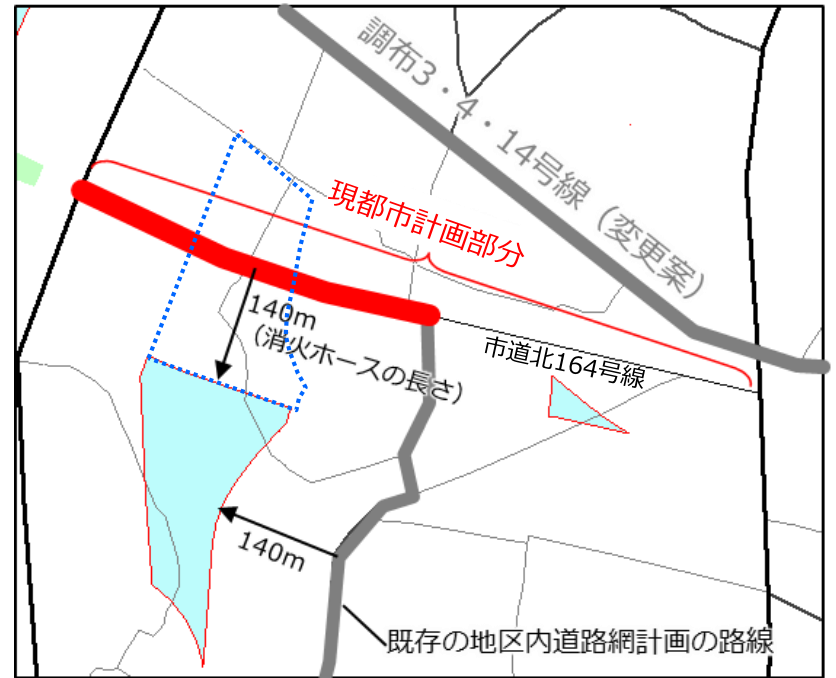 調布3・4・14号線（変更案）
現都市計画部分
140m
（消火ホースの長さ）
市道北164号線
140m
既存の地区内道路網計画の路線